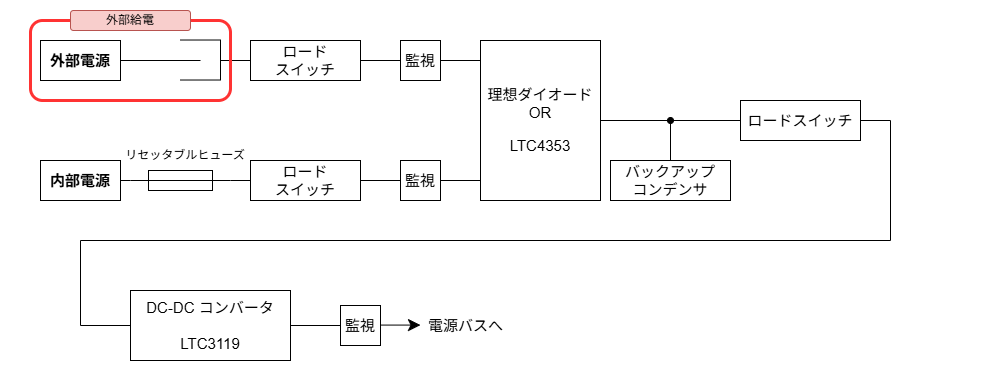 外部給電
外部電源
ロード
スイッチ
監視
理想ダイオード
OR
LTC4353
ロードスイッチ
バックアップ
コンデンサ
リセッタブルヒューズ
内部電源
ロード
スイッチ
監視
DC-DC コンバータ
LTC3119
監視
電源バスへ